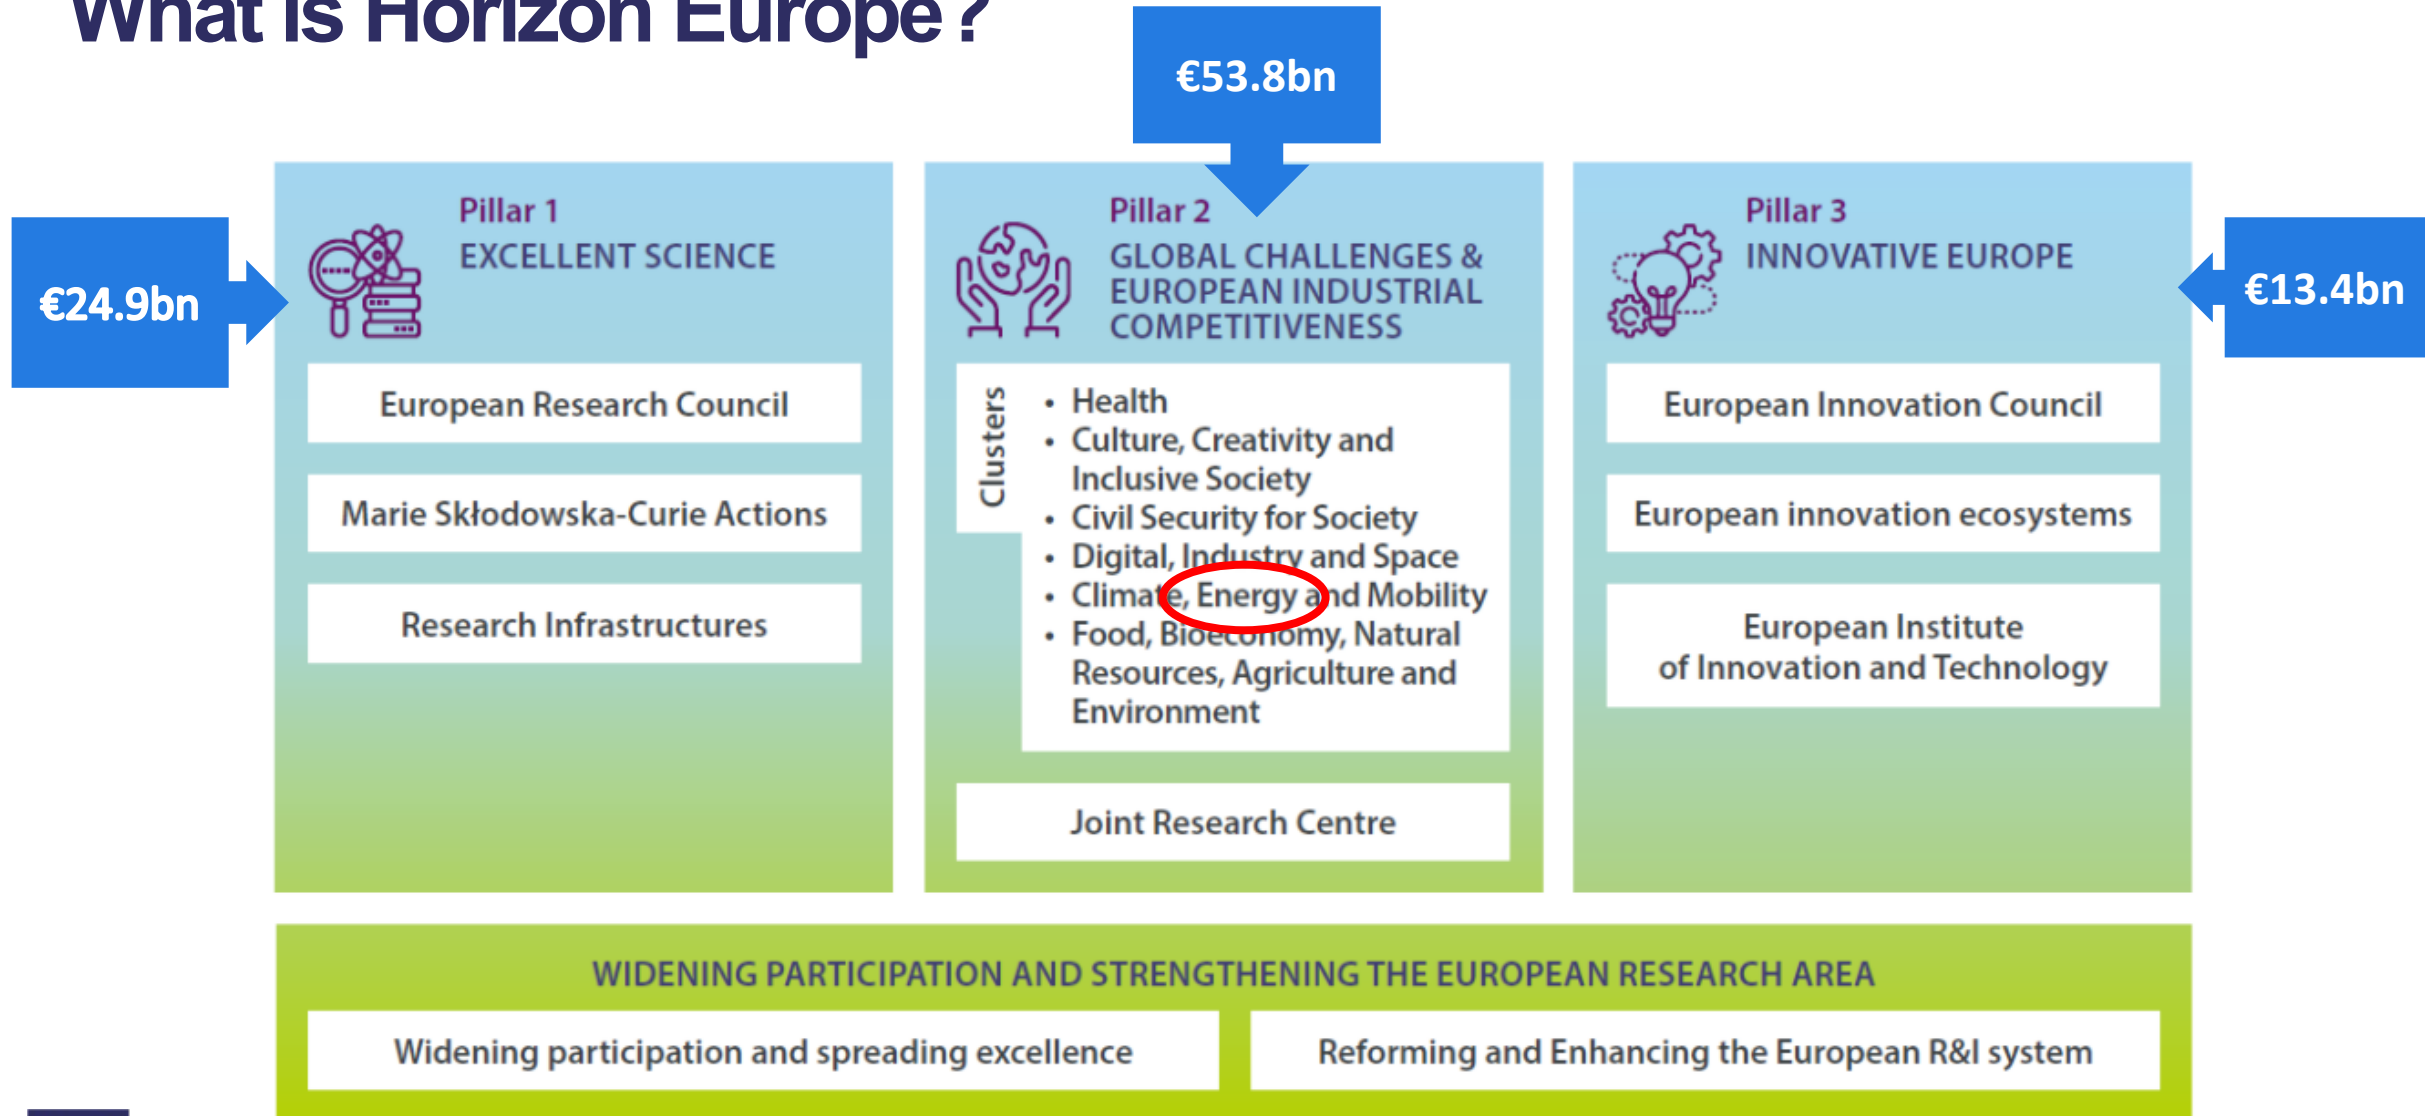 What is Horizon Europe?
€53.8bn
€24.9bn
Pillar 1
EXCELLENT SCIENCE
European Research Council
Marie Skłodowska-Curie Actions
Research Infrastructures
Pillar 2
GLOBAL CHALLENGES &
EUROPEAN INDUSTRIAL
COMPETITIVENESS
Clusters
• Health
• Culture, Creativity and
Inclusive Society
• Civil Security for Society
• Digital, Industry and Space
• Climate, Energy and Mobility
• Food, Bioeconomy, Natural
Resources, Agriculture and
Environment
Joint Research Centre
Pillar 3
INNOVATIVE EUROPE
European Innovation Council
European innovation ecosystems
European Institute
of Innovation and Technology
€13.4bn
WIDENING PARTICIPATION AND STRENGTHENING THE EUROPEAN RESEARCH AREA
Widening participation and spreading excellence
Reforming and Enhancing the European R&I system